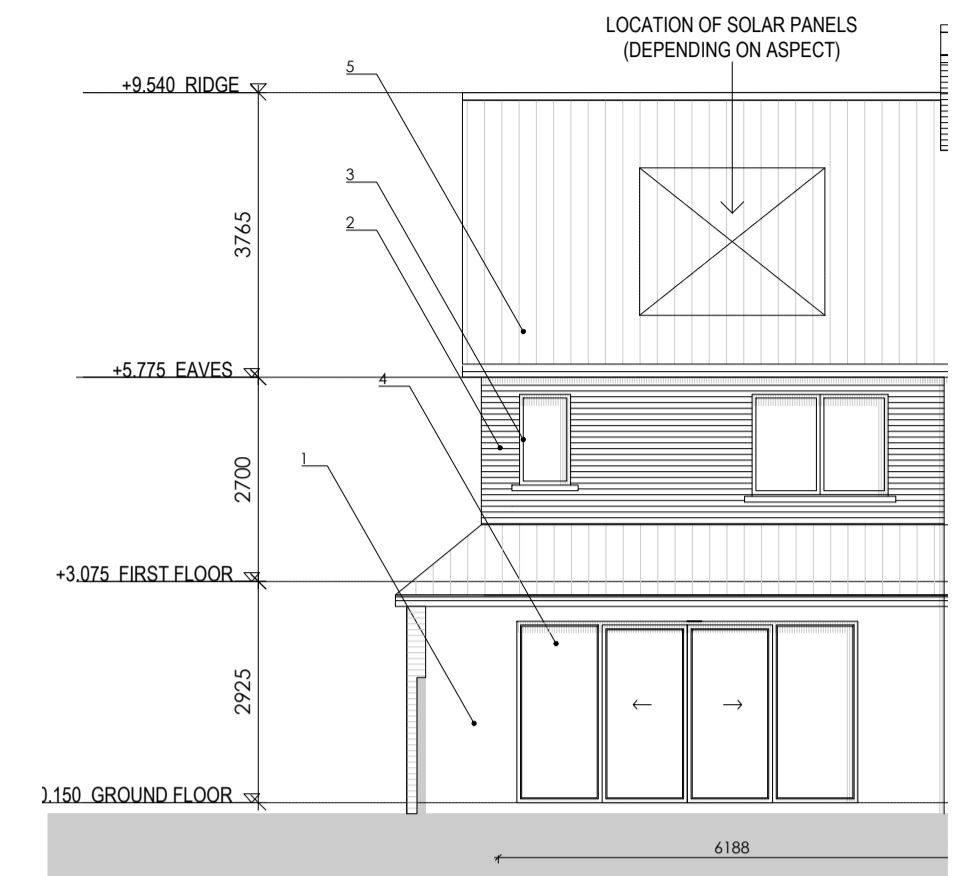 LOCATION OF SOLAR PANELS
(DEPENDING ON ASPECT)
5
+9.540 RIDGE
3
3765
2
+5.775 EAVES
4
1
2700
+3.075 FIRST FLOOR
2925
0.150 GROUND FLOOR
6188